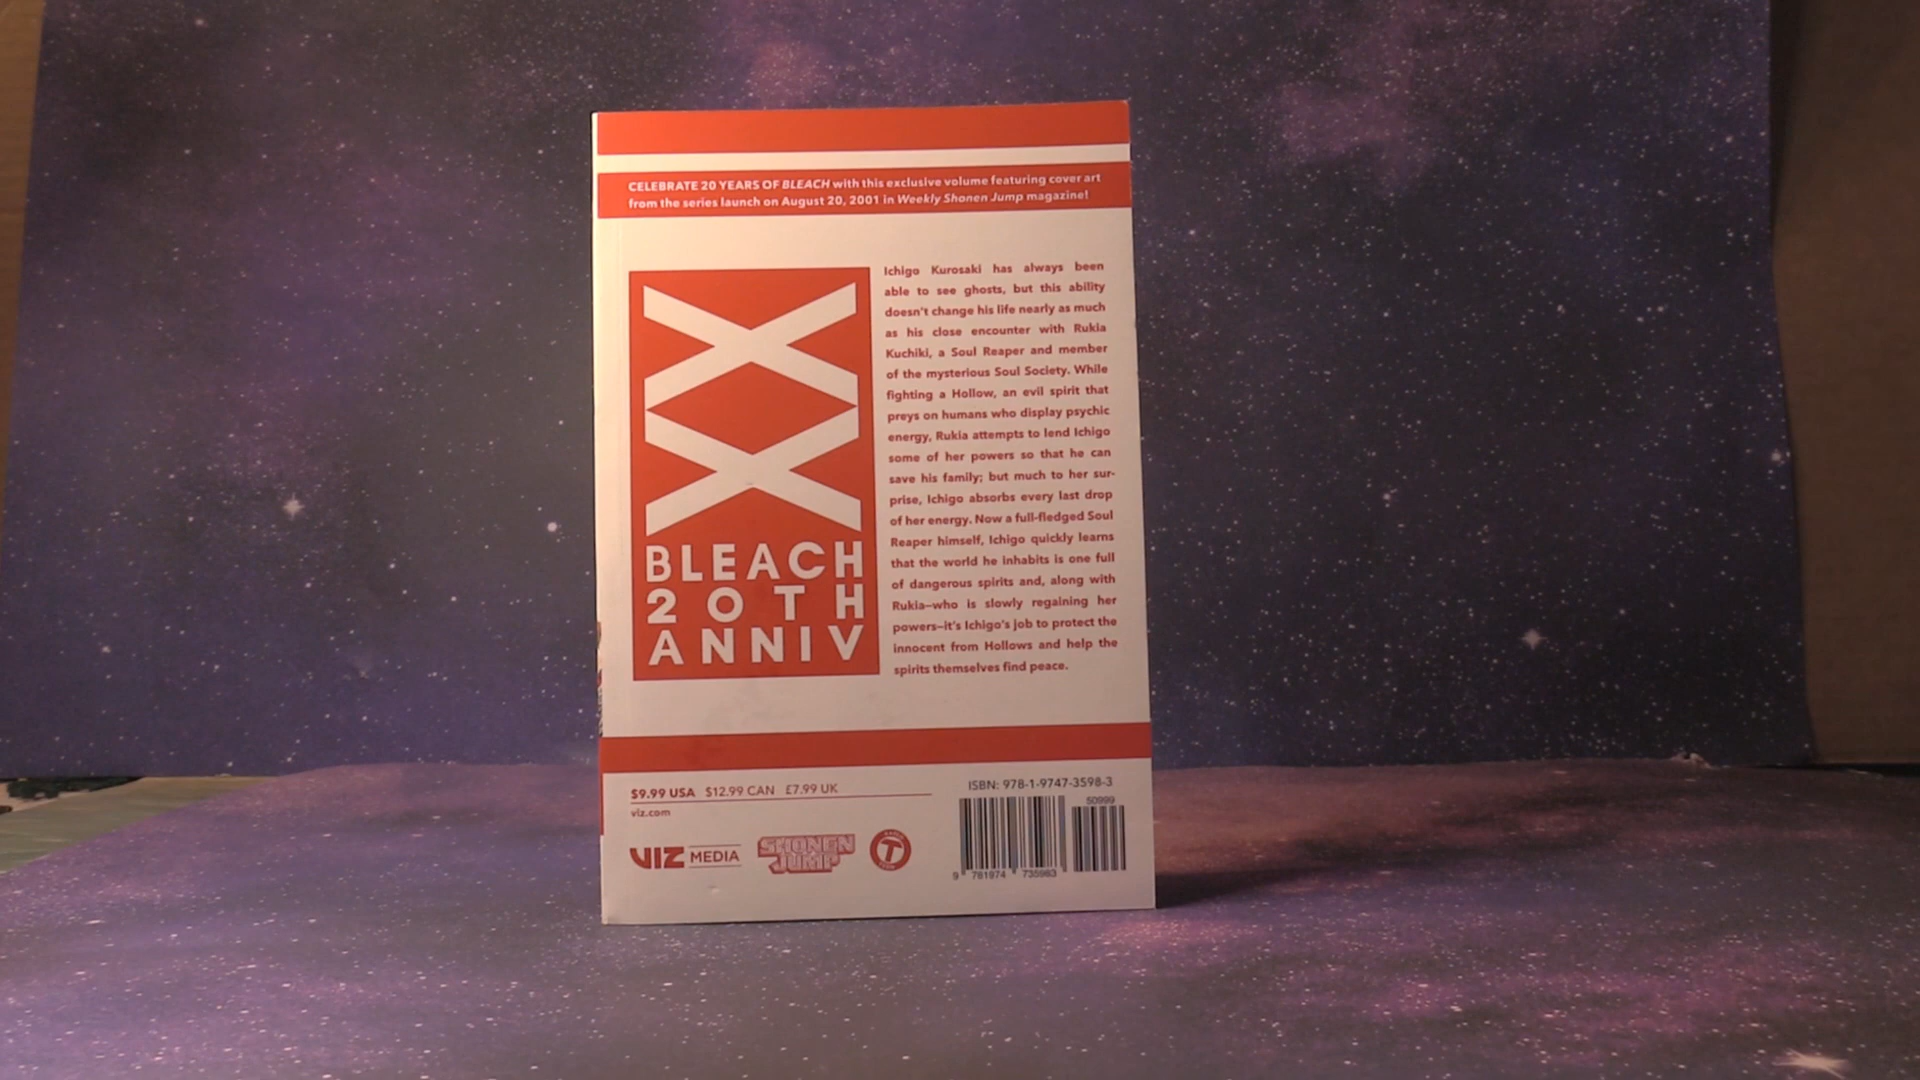 CELEBRATE 20 YEARS OF BLEACH with this exclusive volume featuring cover art
from the series launch on August 20, 2001 in Weekly Shonen Jump magazine!
XX
BLEACH
20TH
ANNIV
Ichigo Kurosaki has always been
able to see ghosts, but this ability
doesn't change his life nearly as much
as his close encounter with Rukia
Kuchiki, a Soul Reaper and member
of the mysterious Soul Society. While
fighting a Hollow, an evil spirit that
preys on humans who display psychic
energy, Rukia attempts to lend Ichigo
some of her powers so that he can
save his family; but much to her sur-
prise, Ichigo absorbs every last drop
of her energy. Now a full-fledged Soul
Reaper himself, Ichigo quickly learns
that the world he inhabits is one full
of dangerous spirits and, along with
Rukia—who is slowly regaining her
powers—it's Ichigo's job to protect the
innocent from Hollows and help the
spirits themselves find peace.
$9.99 USA $12.99 CAN £7.99 UK
viz.com
VIZ MEDIA
SHONEN
JUMP
T
ISBN: 978-1-9747-3598-3
50999
9 781974 735983